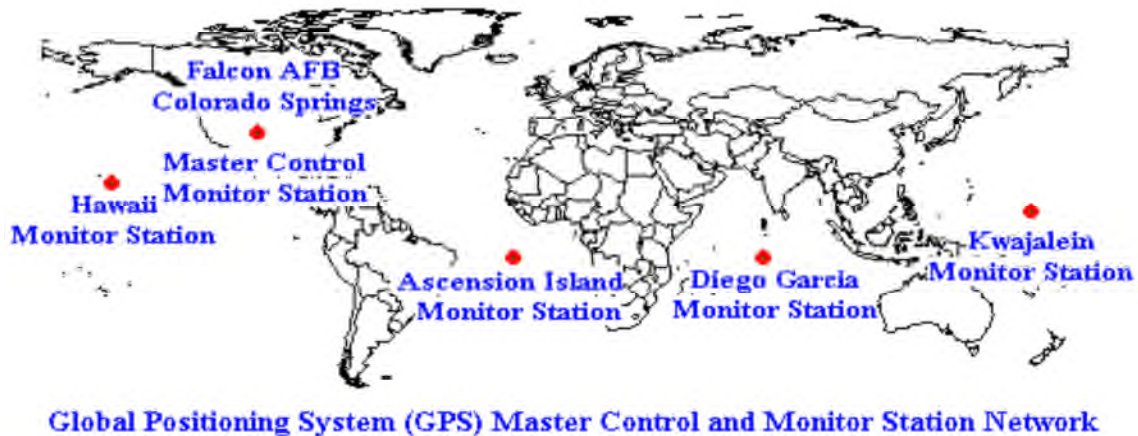 Falcon AFB
Colorado Springs
Master Control
Monitor Station
Hawaii
Monitor Station
Ascension Island
Monitor Station
Diego Garcia
Monitor Station
Kwajalein
Monitor Station
Global Positioning System (GPS) Master Control and Monitor Station Network